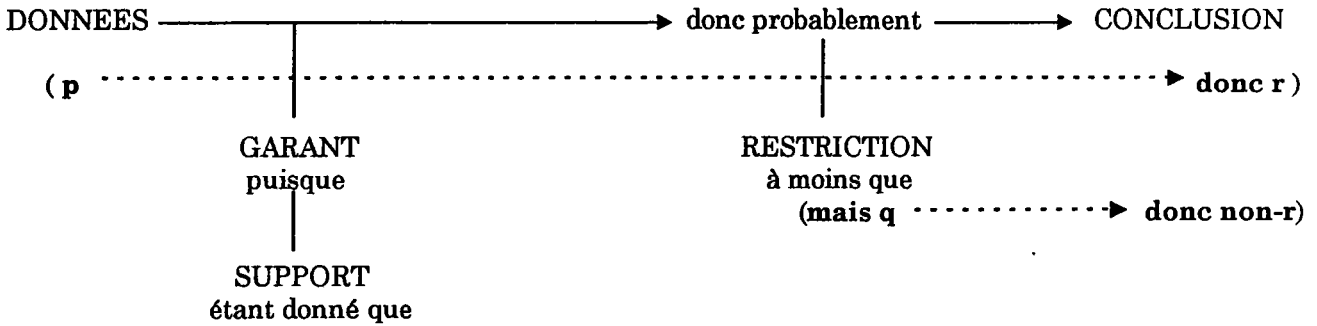 DONNEES donc probablement CONCLUSION
( p donc r )
GARANT RESTRICTION
puisque à moins que
(mais q donc non-r)
SUPPORT
étant donné que